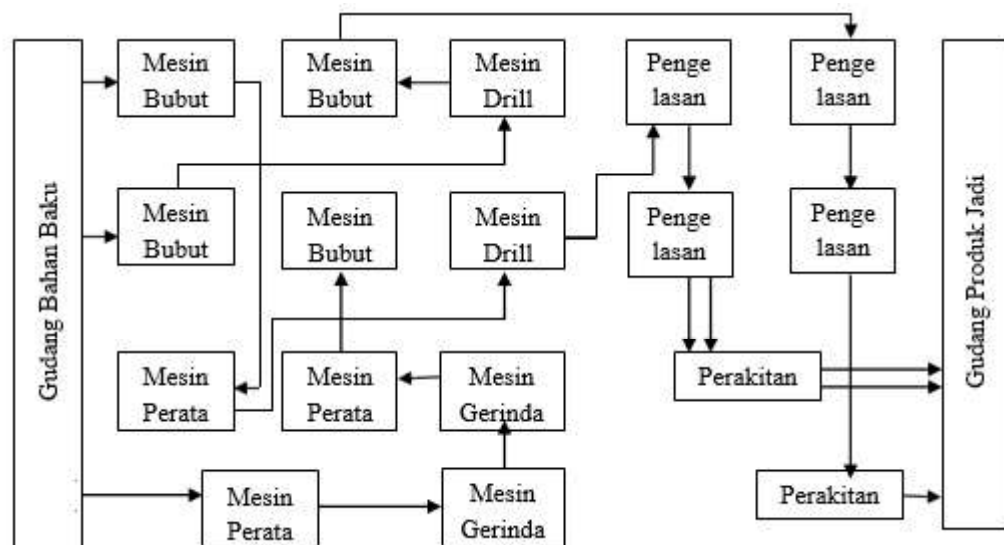 Gudang Bahan Baku
Mesin
Bubut
Mesin
Bubut
Mesin
Drill
Penge
lasan
Penge
lasan
Mesin
Bubut
Mesin
Bubut
Mesin
Drill
Penge
lasan
Penge
lasan
Mesin
Perata
Mesin
Perata
Mesin
Gerinda
Perakitan
Mesin
Perata
Mesin
Gerinda
Perakitan
Gudang Produk Jadi